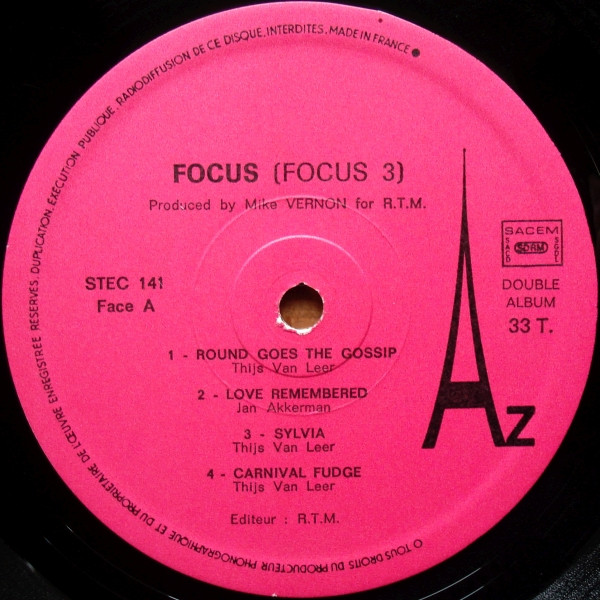 FOCUS (FOCUS 3)
Produced by Mike VERNON for R.T.M.
STEC 141
Face A
SACEM
SACD
SDRM
SGDL
DOUBLE
ALBUM
33 T.
1 - ROUND GOES THE GOSSIP
Thijs Van Leer
2 - LOVE REMEMBERED
Jan Akkerman
3 - SYLVIA
Thijs Van Leer
4 - CARNIVAL FUDGE
Thijs Van Leer
Editeur : R.T.M.
Az
TOUS DROITS DU PRODUCTEUR PHONOGRAPHIQUE ET DU PROPRIETAIRE DE L'ŒUVRE ENREGISTREE RESERVES. DUPLICATION, EXECUTION PUBLIQUE, RADIODIFFUSION DE CE DISQUE, INTERDITES, MADE IN FRANCE